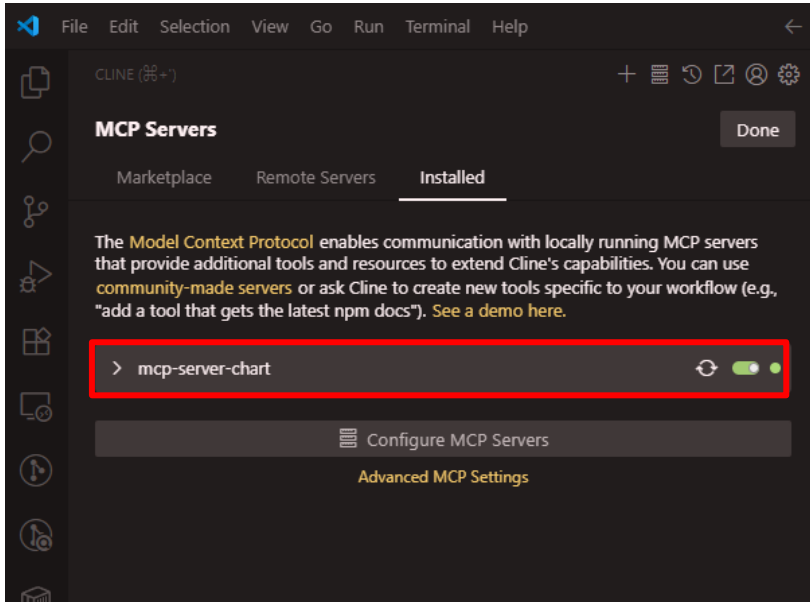 File Edit Selection View Go Run Terminal Help
CLINE (⌘+')
MCP Servers
Done
Marketplace Remote Servers Installed
The Model Context Protocol enables communication with locally running MCP servers
that provide additional tools and resources to extend Cline's capabilities. You can use
community-made servers or ask Cline to create new tools specific to your workflow (e.g.,
"add a tool that gets the latest npm docs"). See a demo here.
mcp-server-chart
Configure MCP Servers
Advanced MCP Settings